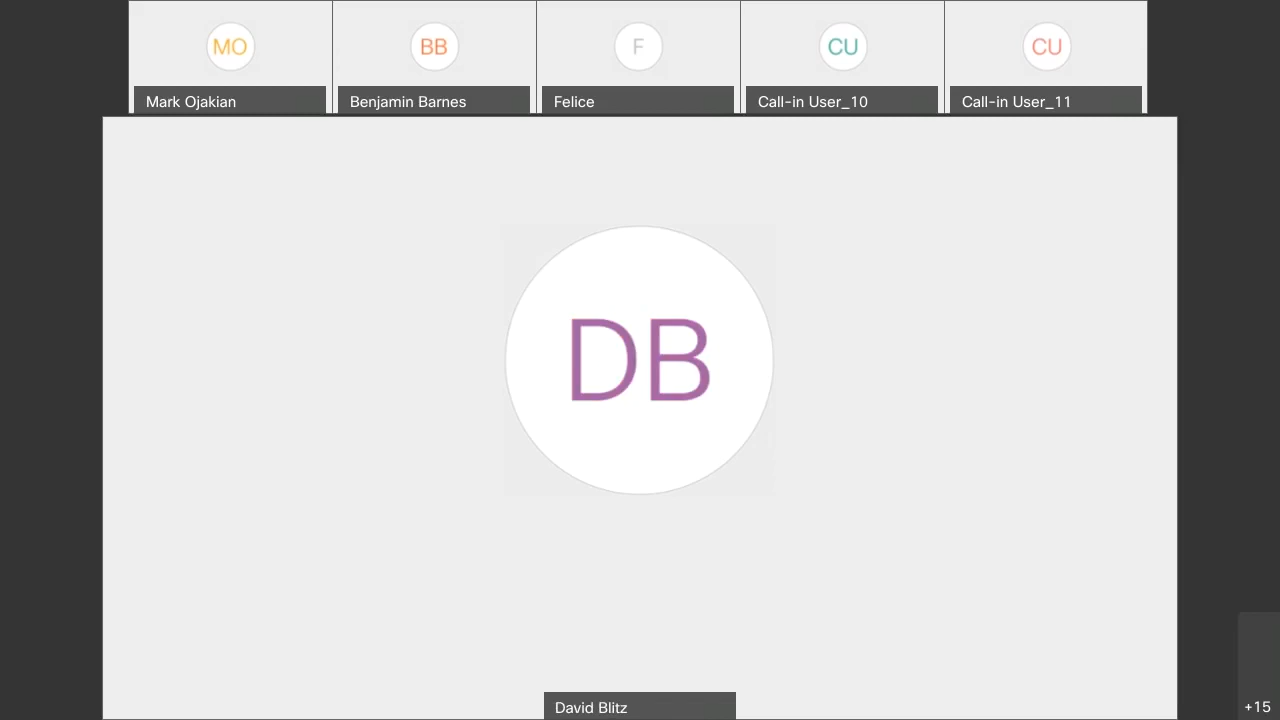 MO
BB
F
CU
CU
Mark Ojakian
Benjamin Barnes
Felice
Call-in User_10
Call-in User_11
DB
David Blitz
+15